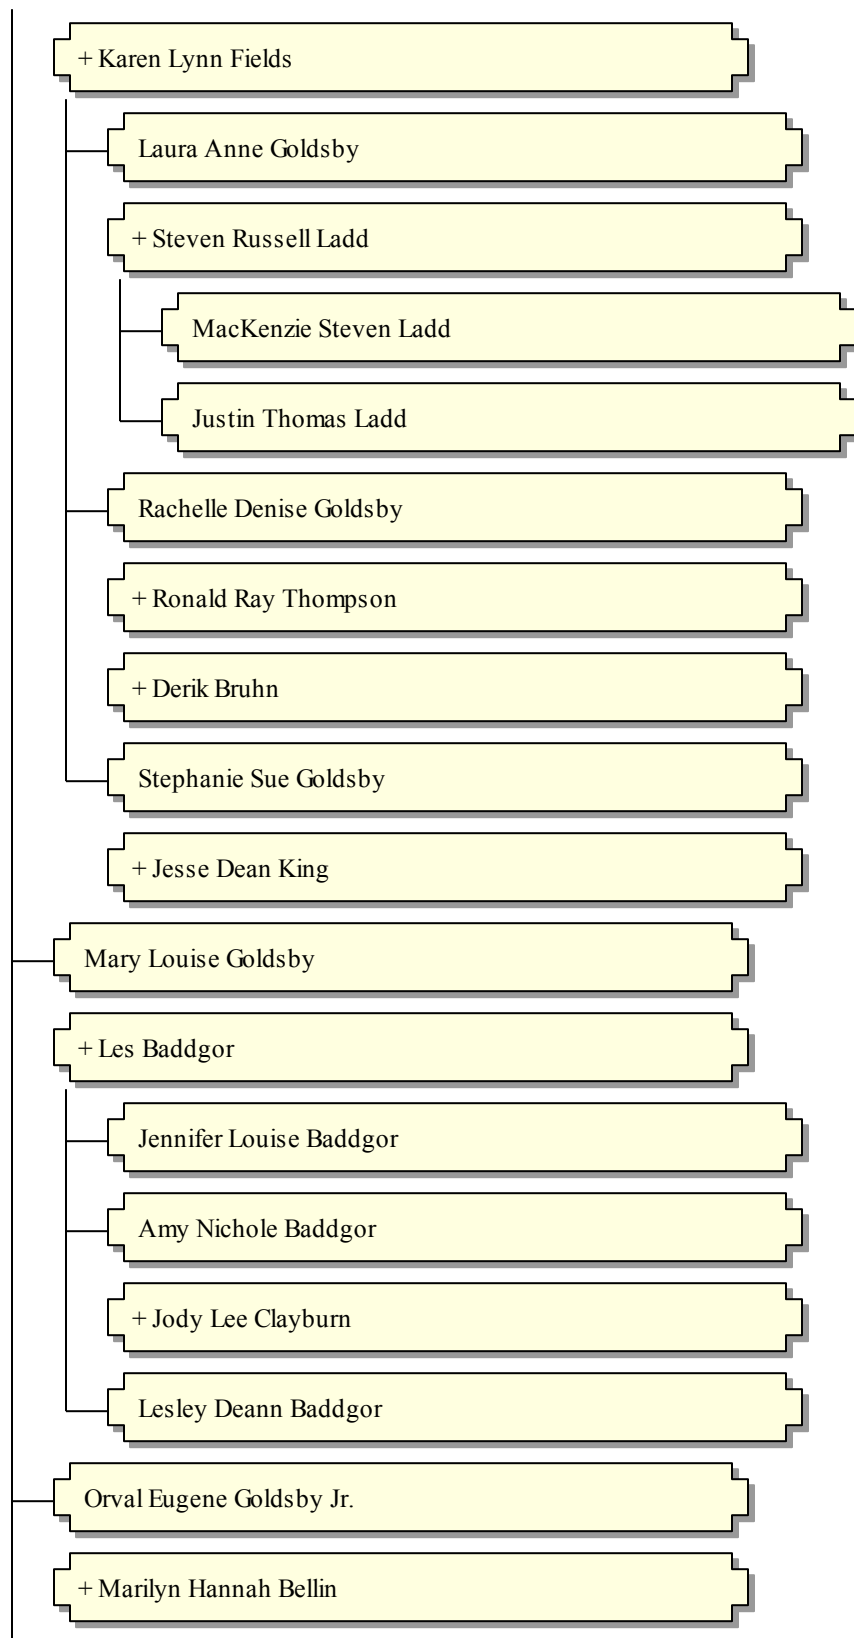 + Karen Lynn Fields
Laura Anne Goldsby
+ Steven Russell Ladd
MacKenzie Steven Ladd
Justin Thomas Ladd
Rachelle Denise Goldsby
+ Ronald Ray Thompson
+ Derik Bruhn
Stephanie Sue Goldsby
+ Jesse Dean King
Mary Louise Goldsby
+ Les Baddgor
Jennifer Louise Baddgor
Amy Nichole Baddgor
+ Jody Lee Clayburn
Lesley Deann Baddgor
Orval Eugene Goldsby Jr.
+ Marilyn Hannah Bellin